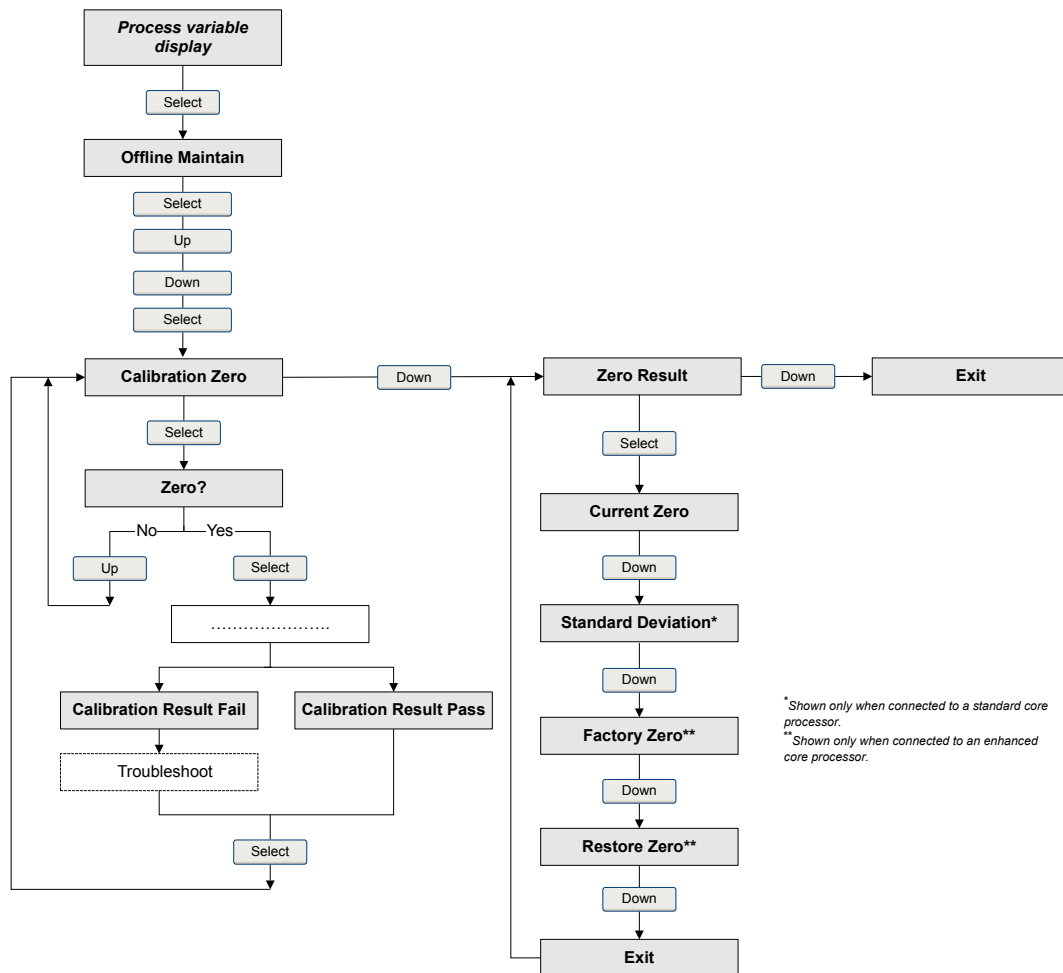 Process variable
display
Select
Offline Maintain
Select
Up
Down
Select
Calibration Zero
Down
Zero Result
Down
Exit
Select
Zero?
No
Yes
Up
Select
.....................
Calibration Result Fail
Calibration Result Pass
Troubleshoot
Select
Select
Current Zero
Down
Standard Deviation*
Down
Factory Zero**
Down
Restore Zero**
Down
Exit
*Shown only when connected to a standard core
processor.
**Shown only when connected to an enhanced
core processor.